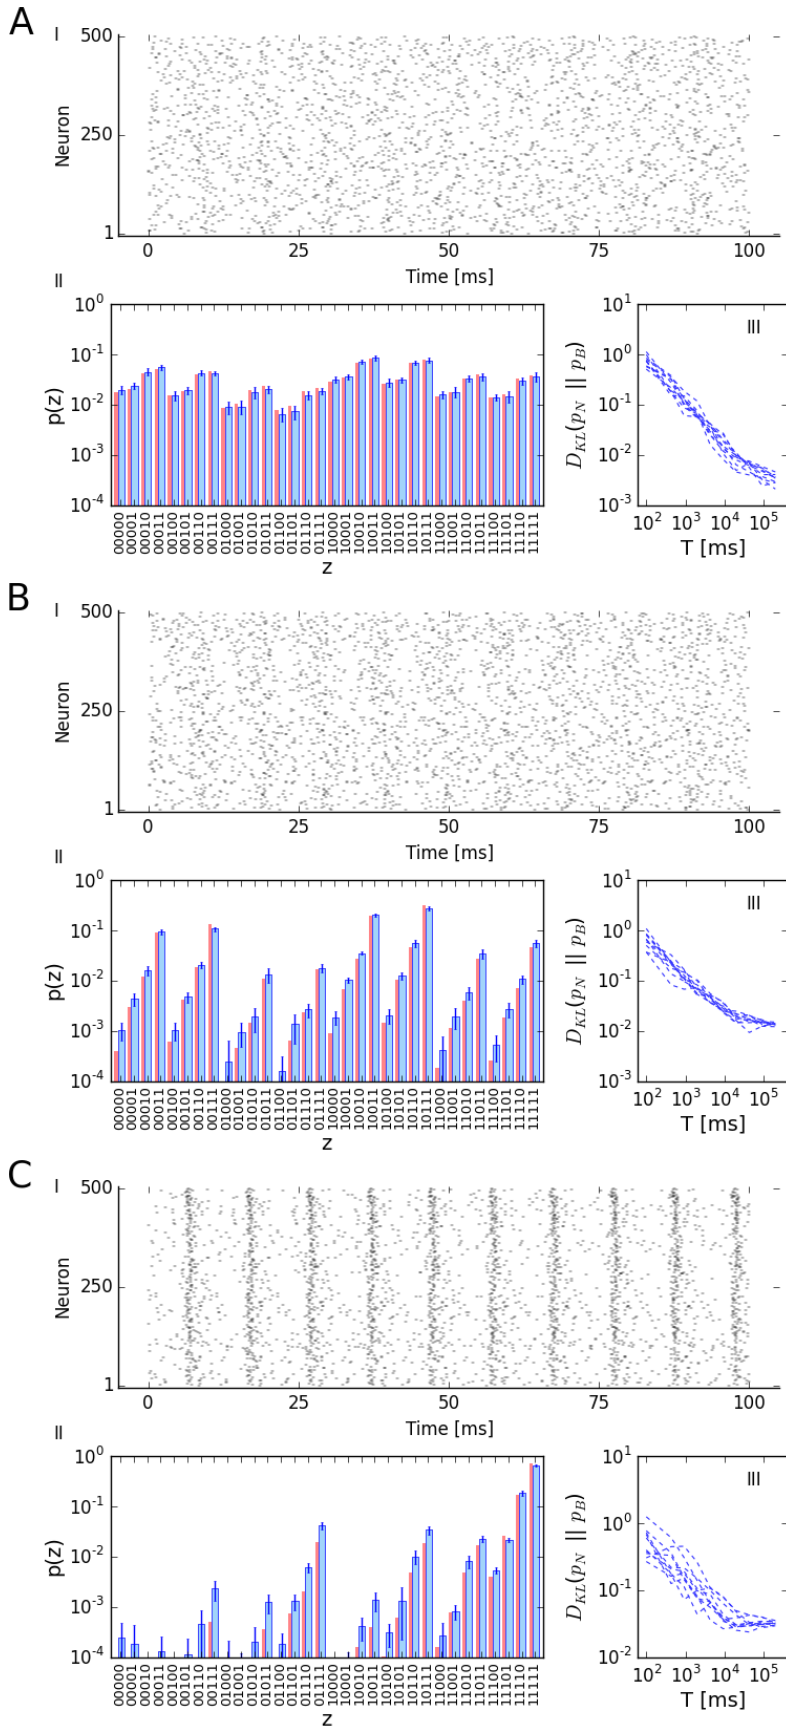 A
I
500
250
1
Neuron
0 25 50 75 100
Time [ms]
II
10^0
10^-1
10^-2
10^-3
10^-4
p(z)
00000 00001 00010 00011 00100 00101 00110 00111 01000 01001 01010 01011 01100 01101 01110 01111 10000 10001 10010 10011 10100 10101 10110 10111 11000 11001 11010 11011 11100 11101 11110 11111
z
III
10^1
10^0
10^-1
10^-2
10^-3
D_KL(p_N || p_B)
10^2 10^3 10^4 10^5
T [ms]
B
I
500
250
1
Neuron
0 25 50 75 100
Time [ms]
II
10^0
10^-1
10^-2
10^-3
10^-4
p(z)
00000 00001 00010 00011 00100 00101 00110 00111 01000 01001 01010 01011 01100 01101 01110 01111 10000 10001 10010 10011 10100 10101 10110 10111 11000 11001 11010 11011 11100 11101 11110 11111
z
III
10^1
10^0
10^-1
10^-2
10^-3
D_KL(p_N || p_B)
10^2 10^3 10^4 10^5
T [ms]
C
I
500
250
1
Neuron
0 25 50 75 100
Time [ms]
II
10^0
10^-1
10^-2
10^-3
10^-4
p(z)
00000 00001 00010 00011 00100 00101 00110 00111 01000 01001 01010 01011 01100 01101 01110 01111 10000 10001 10010 10011 10100 10101 10110 10111 11000 11001 11010 11011 11100 11101 11110 11111
z
III
10^1
10^0
10^-1
10^-2
D_KL(p_N || p_B)
10^2 10^3 10^4 10^5
T [ms]